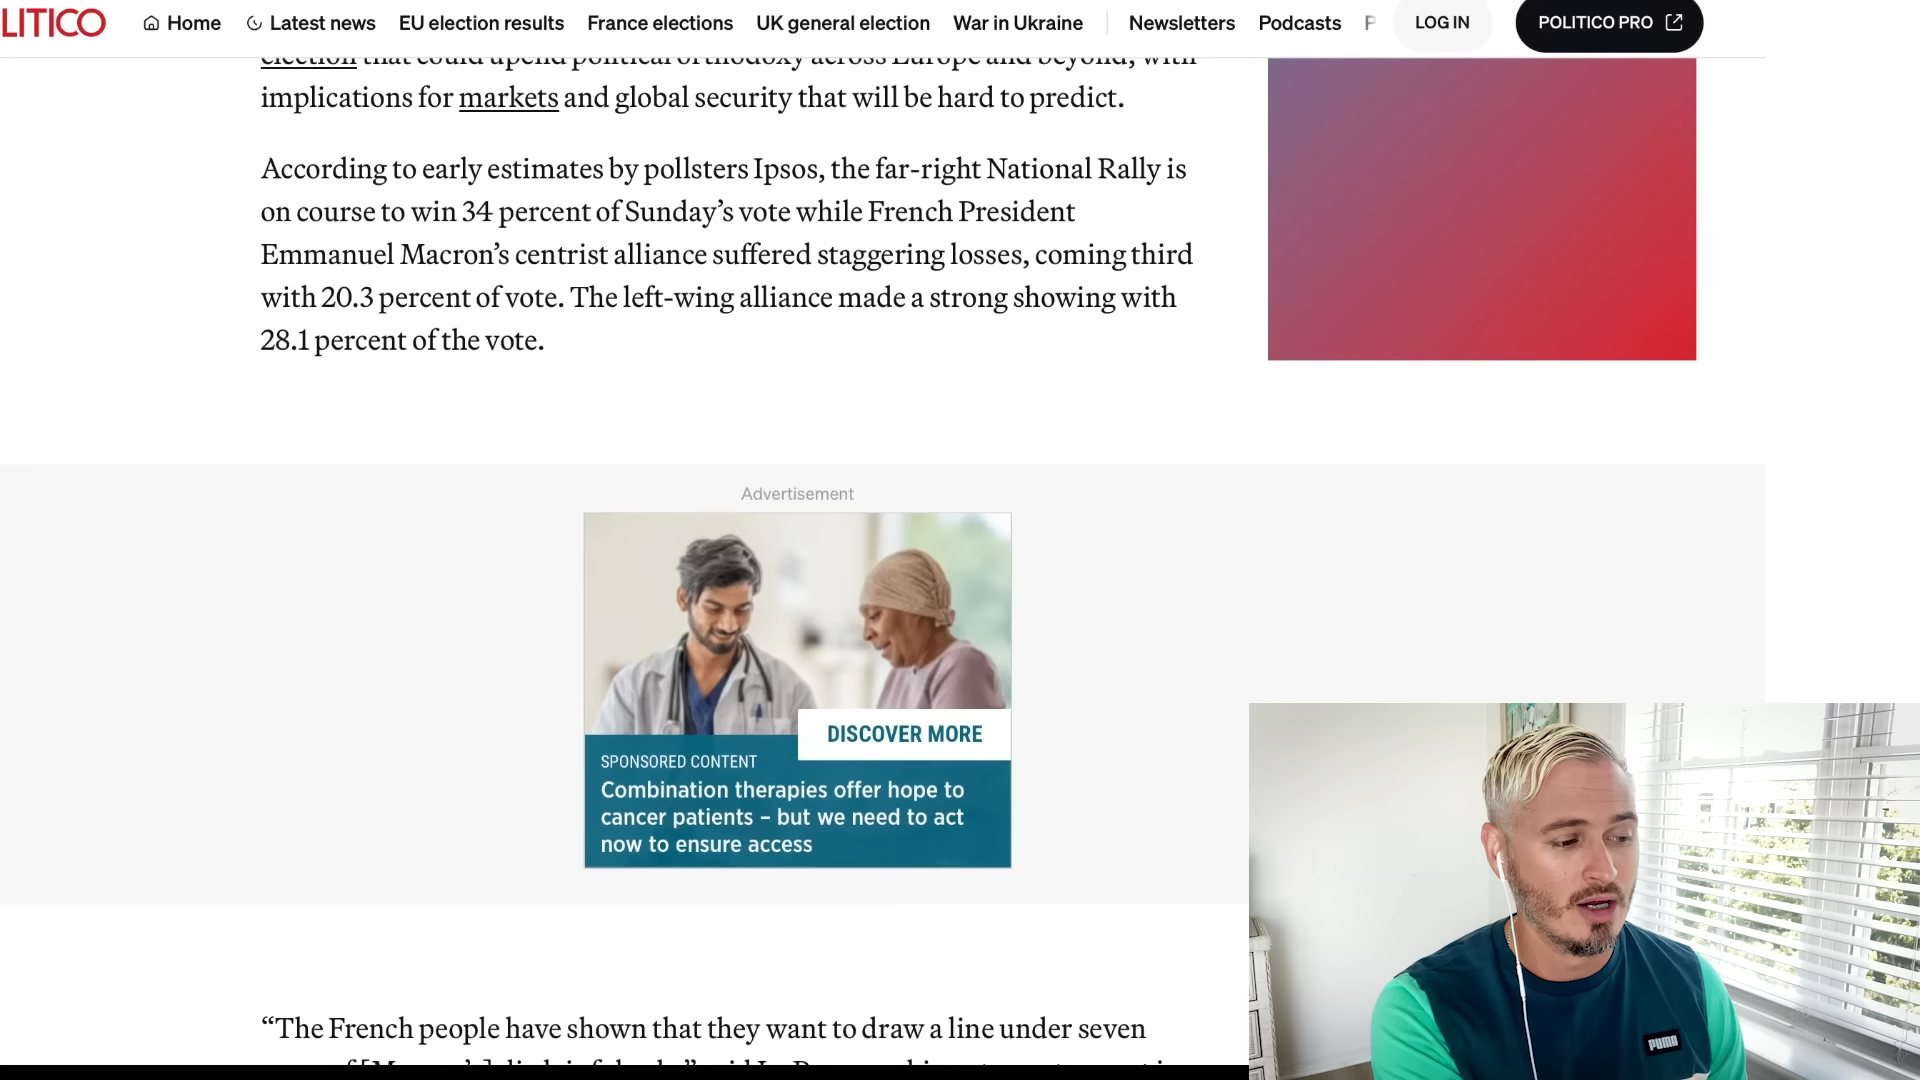 LITICO
Home Latest news EU election results France elections UK general election War in Ukraine Newsletters Podcasts P LOG IN POLITICO PRO
election that could upend political orthodoxy across Europe and beyond, with
implications for markets and global security that will be hard to predict.
According to early estimates by pollsters Ipsos, the far-right National Rally is
on course to win 34 percent of Sunday’s vote while French President
Emmanuel Macron’s centrist alliance suffered staggering losses, coming third
with 20.3 percent of vote. The left-wing alliance made a strong showing with
28.1 percent of the vote.
Advertisement
DISCOVER MORE
SPONSORED CONTENT
Combination therapies offer hope to
cancer patients – but we need to act
now to ensure access
“The French people have shown that they want to draw a line under seven
PUMA